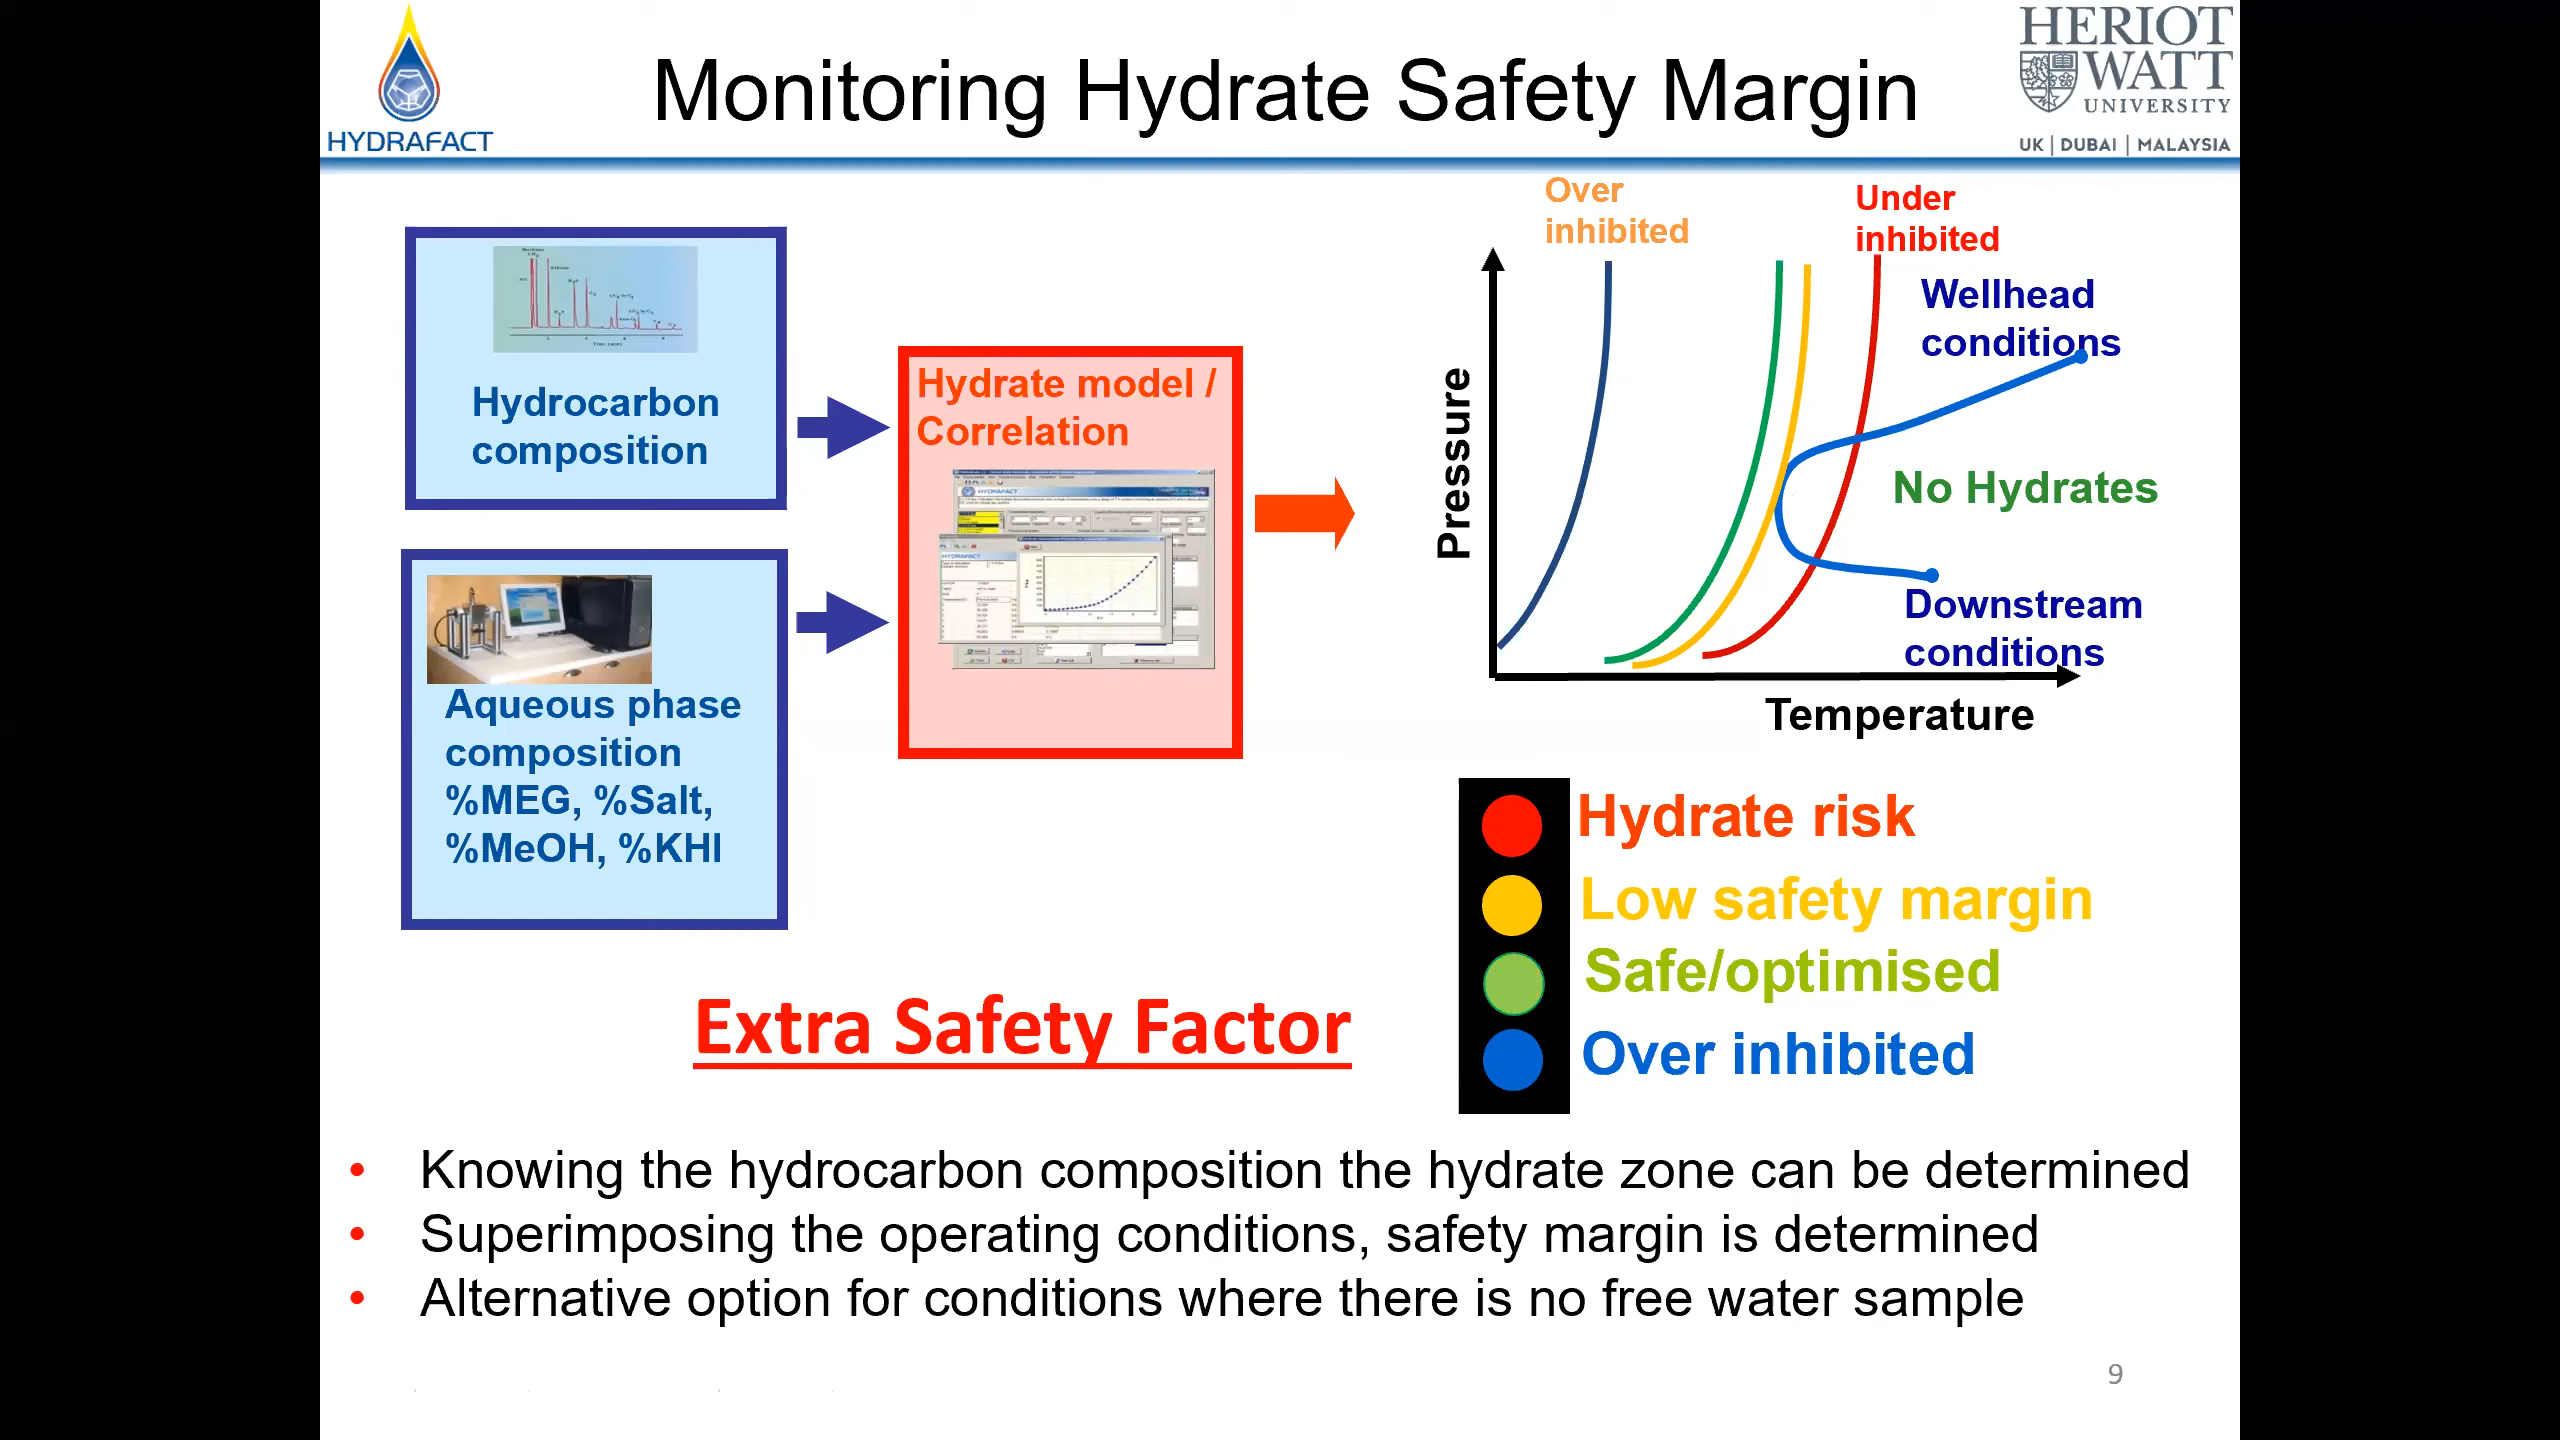 HYDRAFACT
Monitoring Hydrate Safety Margin
HERIOT
WATT
UNIVERSITY
UK | DUBAI | MALAYSIA
Hydrocarbon
composition
Aqueous phase
composition
%MEG, %Salt,
%MeOH, %KHI
Hydrate model /
Correlation
HYDRAFACT
HYDRAFACT
Over
inhibited
Under
inhibited
Wellhead
conditions
Pressure
No Hydrates
Downstream
conditions
Temperature
Hydrate risk
Low safety margin
Safe/optimised
Over inhibited
Extra Safety Factor
• Knowing the hydrocarbon composition the hydrate zone can be determined
• Superimposing the operating conditions, safety margin is determined
• Alternative option for conditions where there is no free water sample
9